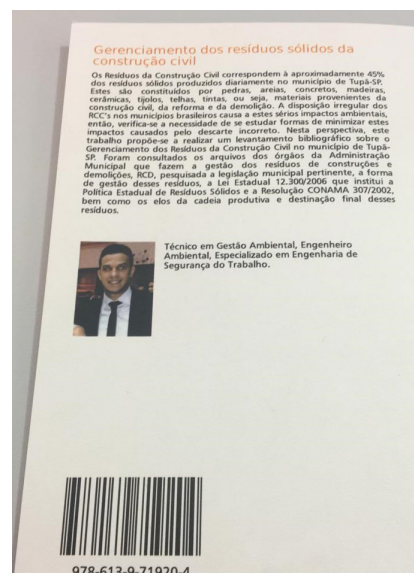 Gerenciamento dos resíduos sólidos da
construção civil
Os Resíduos da Construção Civil correspondem à aproximadamente 45%
dos resíduos sólidos produzidos diariamente no município de Tupã-SP.
Estes são constituídos por pedras, areias, concretos, madeiras,
cerâmicas, tijolos, telhas, tintas, ou seja, materiais provenientes da
construção civil, da reforma e da demolição. A disposição irregular dos
RCC's nos municípios brasileiros causa a estes sérios impactos ambientais,
então, verifica-se a necessidade de se estudar formas de minimizar estes
impactos causados pelo descarte incorreto. Nesta perspectiva, este
trabalho propõe-se a realizar um levantamento bibliográfico sobre o
Gerenciamento dos Resíduos da Construção Civil no município de Tupã-
SP. Foram consultados os arquivos dos órgãos da Administração
Municipal que fazem a gestão dos resíduos de construções e
demolições, RCD, pesquisada a legislação municipal pertinente, a forma
de gestão desses resíduos, a Lei Estadual 12.300/2006 que institui a
Política Estadual de Resíduos Sólidos e a Resolução CONAMA 307/2002,
bem como os elos da cadeia produtiva e destinação final desses
resíduos.
Técnico em Gestão Ambiental, Engenheiro
Ambiental, Especializado em Engenharia de
Segurança do Trabalho.
978-613-9-71920-4